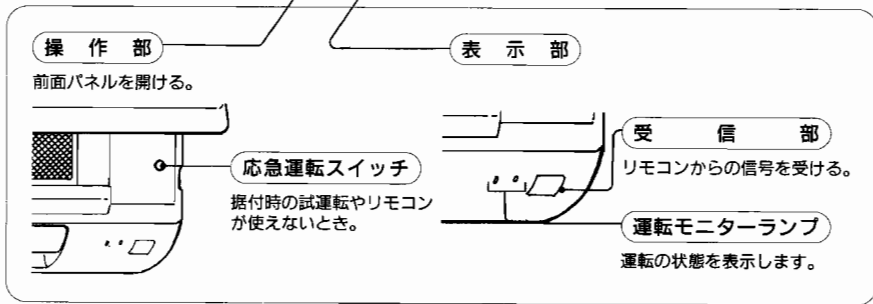 操作部
前面パネルを開ける。
応急運転スイッチ
据付時の試運転やリモコン
が使えないとき。
表示部
受信部
リモコンからの信号を受ける。
運転モニターランプ
運転の状態を表示します。